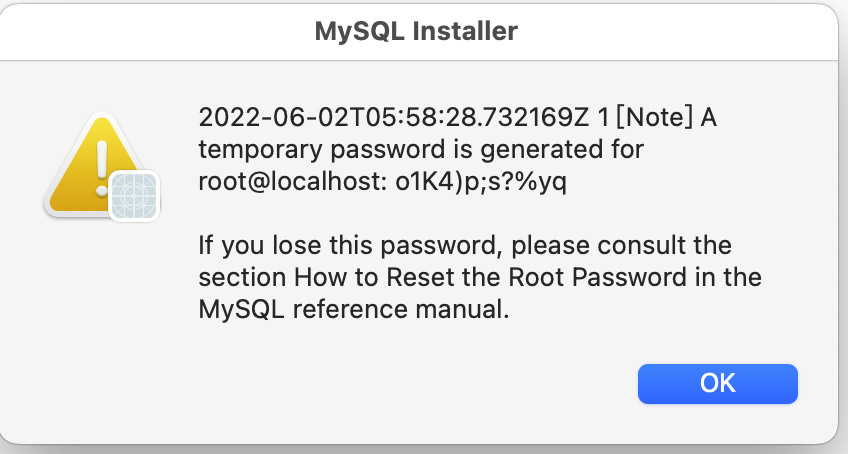 MySQL Installer
2022-06-02T05:58:28.732169Z 1 [Note] A
temporary password is generated for
root@localhost: o1K4)p;s?%yq
If you lose this password, please consult the
section How to Reset the Root Password in the
MySQL reference manual.
OK